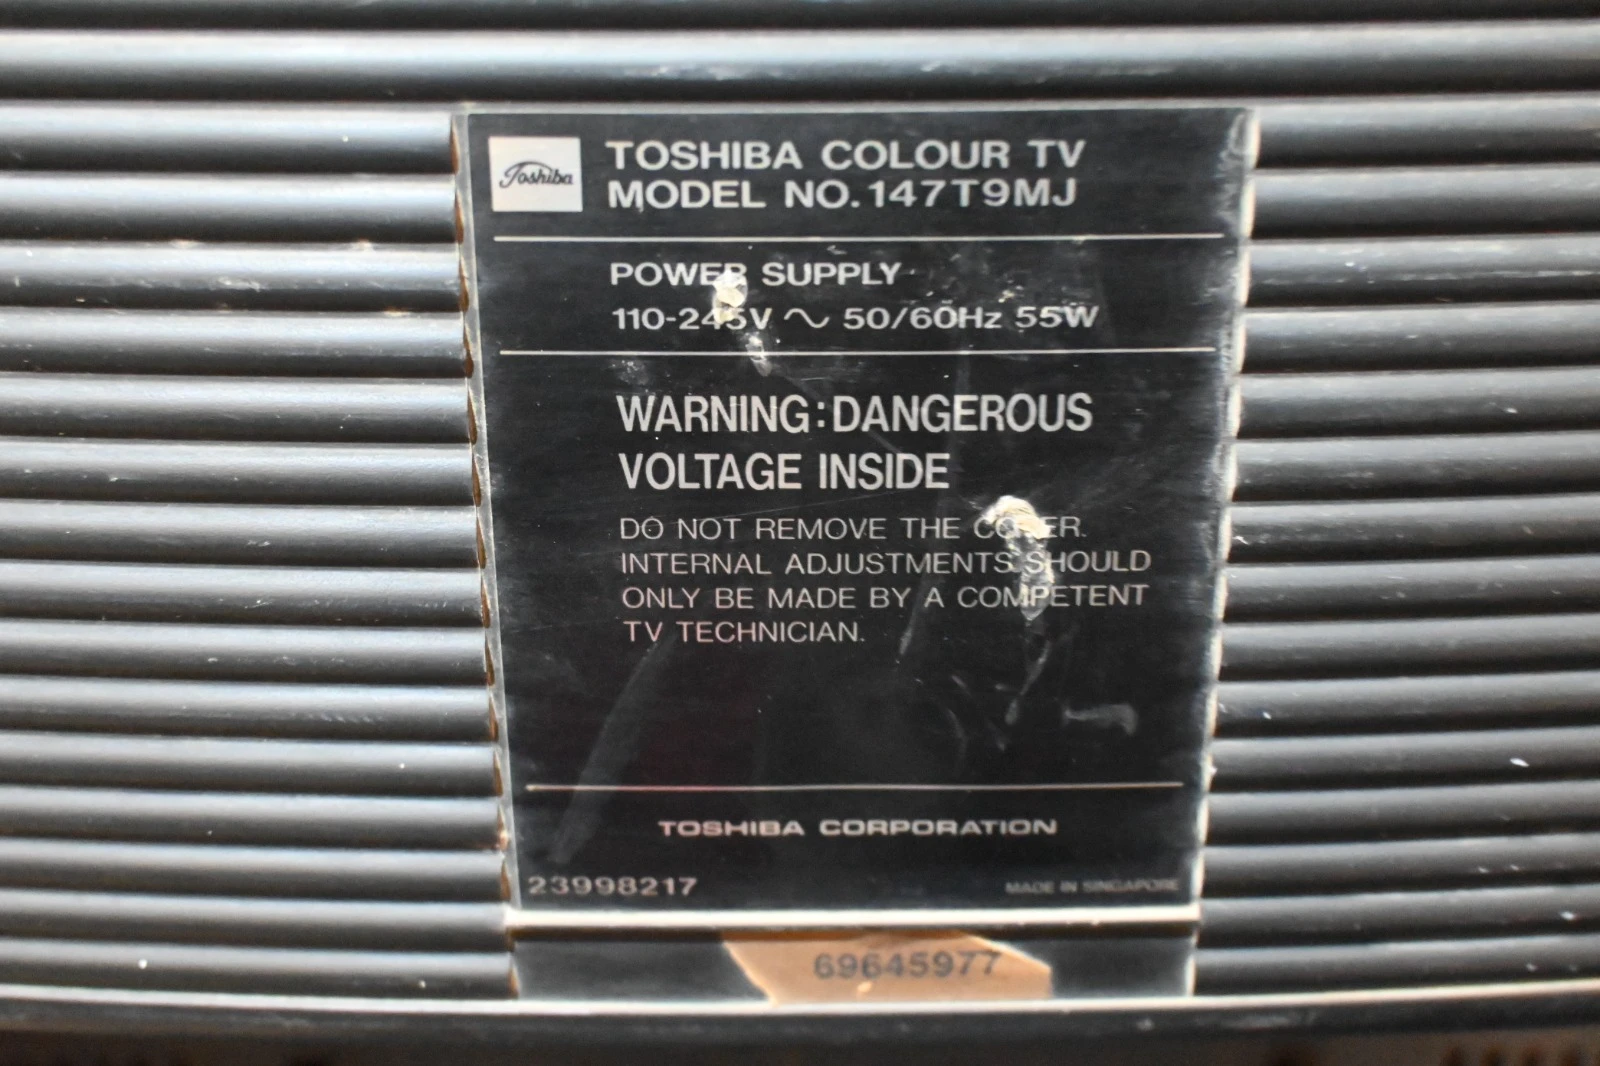 Toshiba
TOSHIBA COLOUR TV
MODEL NO. 147T9MJ
POWER SUPPLY
110-245V ~ 50/60Hz 55W
WARNING: DANGEROUS
VOLTAGE INSIDE
DO NOT REMOVE THE COVER.
INTERNAL ADJUSTMENTS SHOULD
ONLY BE MADE BY A COMPETENT
TV TECHNICIAN.
TOSHIBA CORPORATION
23998217
MADE IN SINGAPORE
69645977